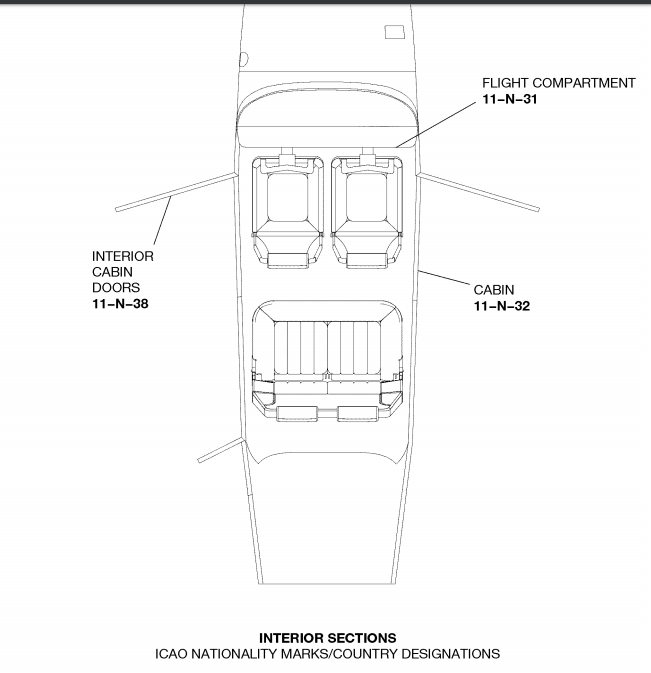 FLIGHT COMPARTMENT
11−N−31
INTERIOR
CABIN
DOORS
11−N−38
CABIN
11−N−32
INTERIOR SECTIONS
ICAO NATIONALITY MARKS/COUNTRY DESIGNATIONS